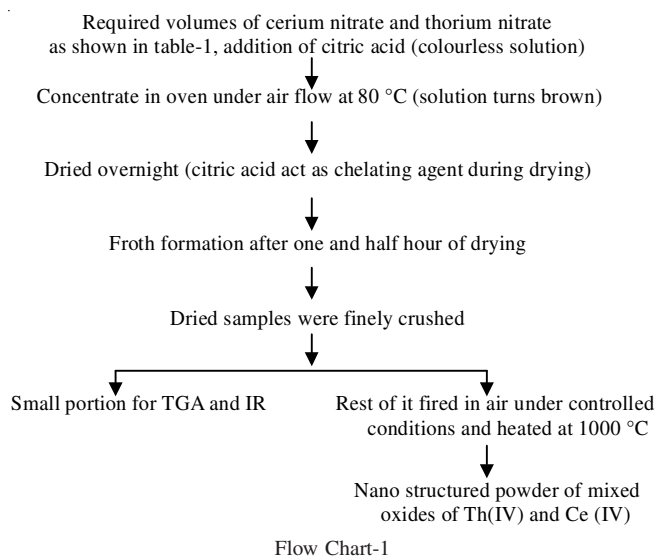 Required volumes of cerium nitrate and thorium nitrate
as shown in table-1, addition of citric acid (colourless solution)
Concentrate in oven under air flow at 80 °C (solution turns brown)
Dried overnight (citric acid act as chelating agent during drying)
Froth formation after one and half hour of drying
Dried samples were finely crushed
Small portion for TGA and IR
Rest of it fired in air under controlled
conditions and heated at 1000 °C
Nano structured powder of mixed
oxides of Th(IV) and Ce (IV)
Flow Chart-1